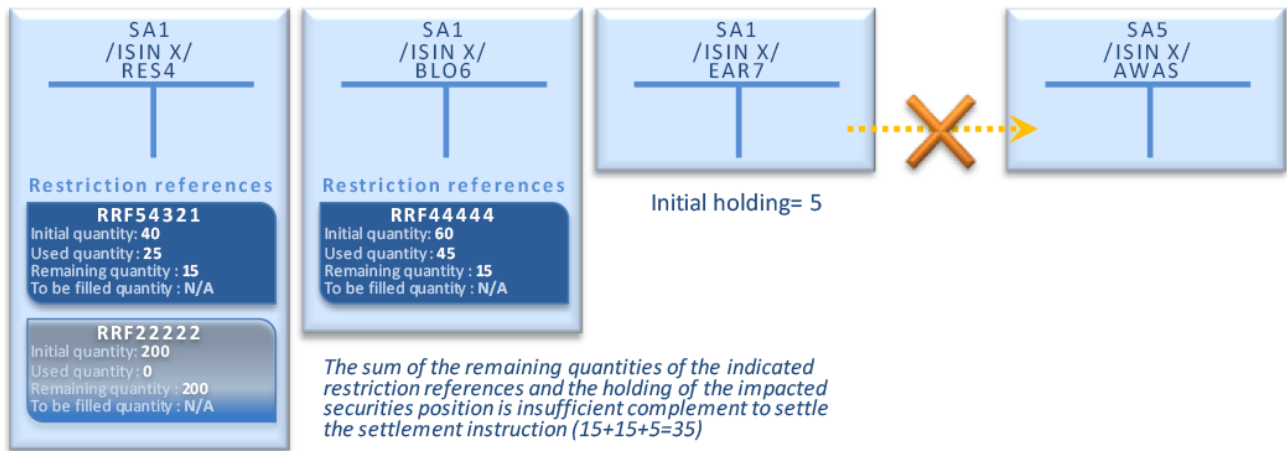 SA1
/ISIN X/
RES4
Restriction references
RRF54321
Initial quantity: 40
Used quantity: 25
Remaining quantity : 15
To be filled quantity : N/A
RRF22222
Initial quantity: 200
Used quantity: 0
Remaining quantity : 200
To be filled quantity : N/A
SA1
/ISIN X/
BLO6
Restriction references
RRF44444
Initial quantity: 60
Used quantity: 45
Remaining quantity : 15
To be filled quantity : N/A
SA1
/ISIN X/
EAR7
Initial holding= 5
SA5
/ISIN X/
AWAS
The sum of the remaining quantities of the indicated
restriction references and the holding of the impacted
securities position is insufficient complement to settle
the settlement instruction (15+15+5=35)